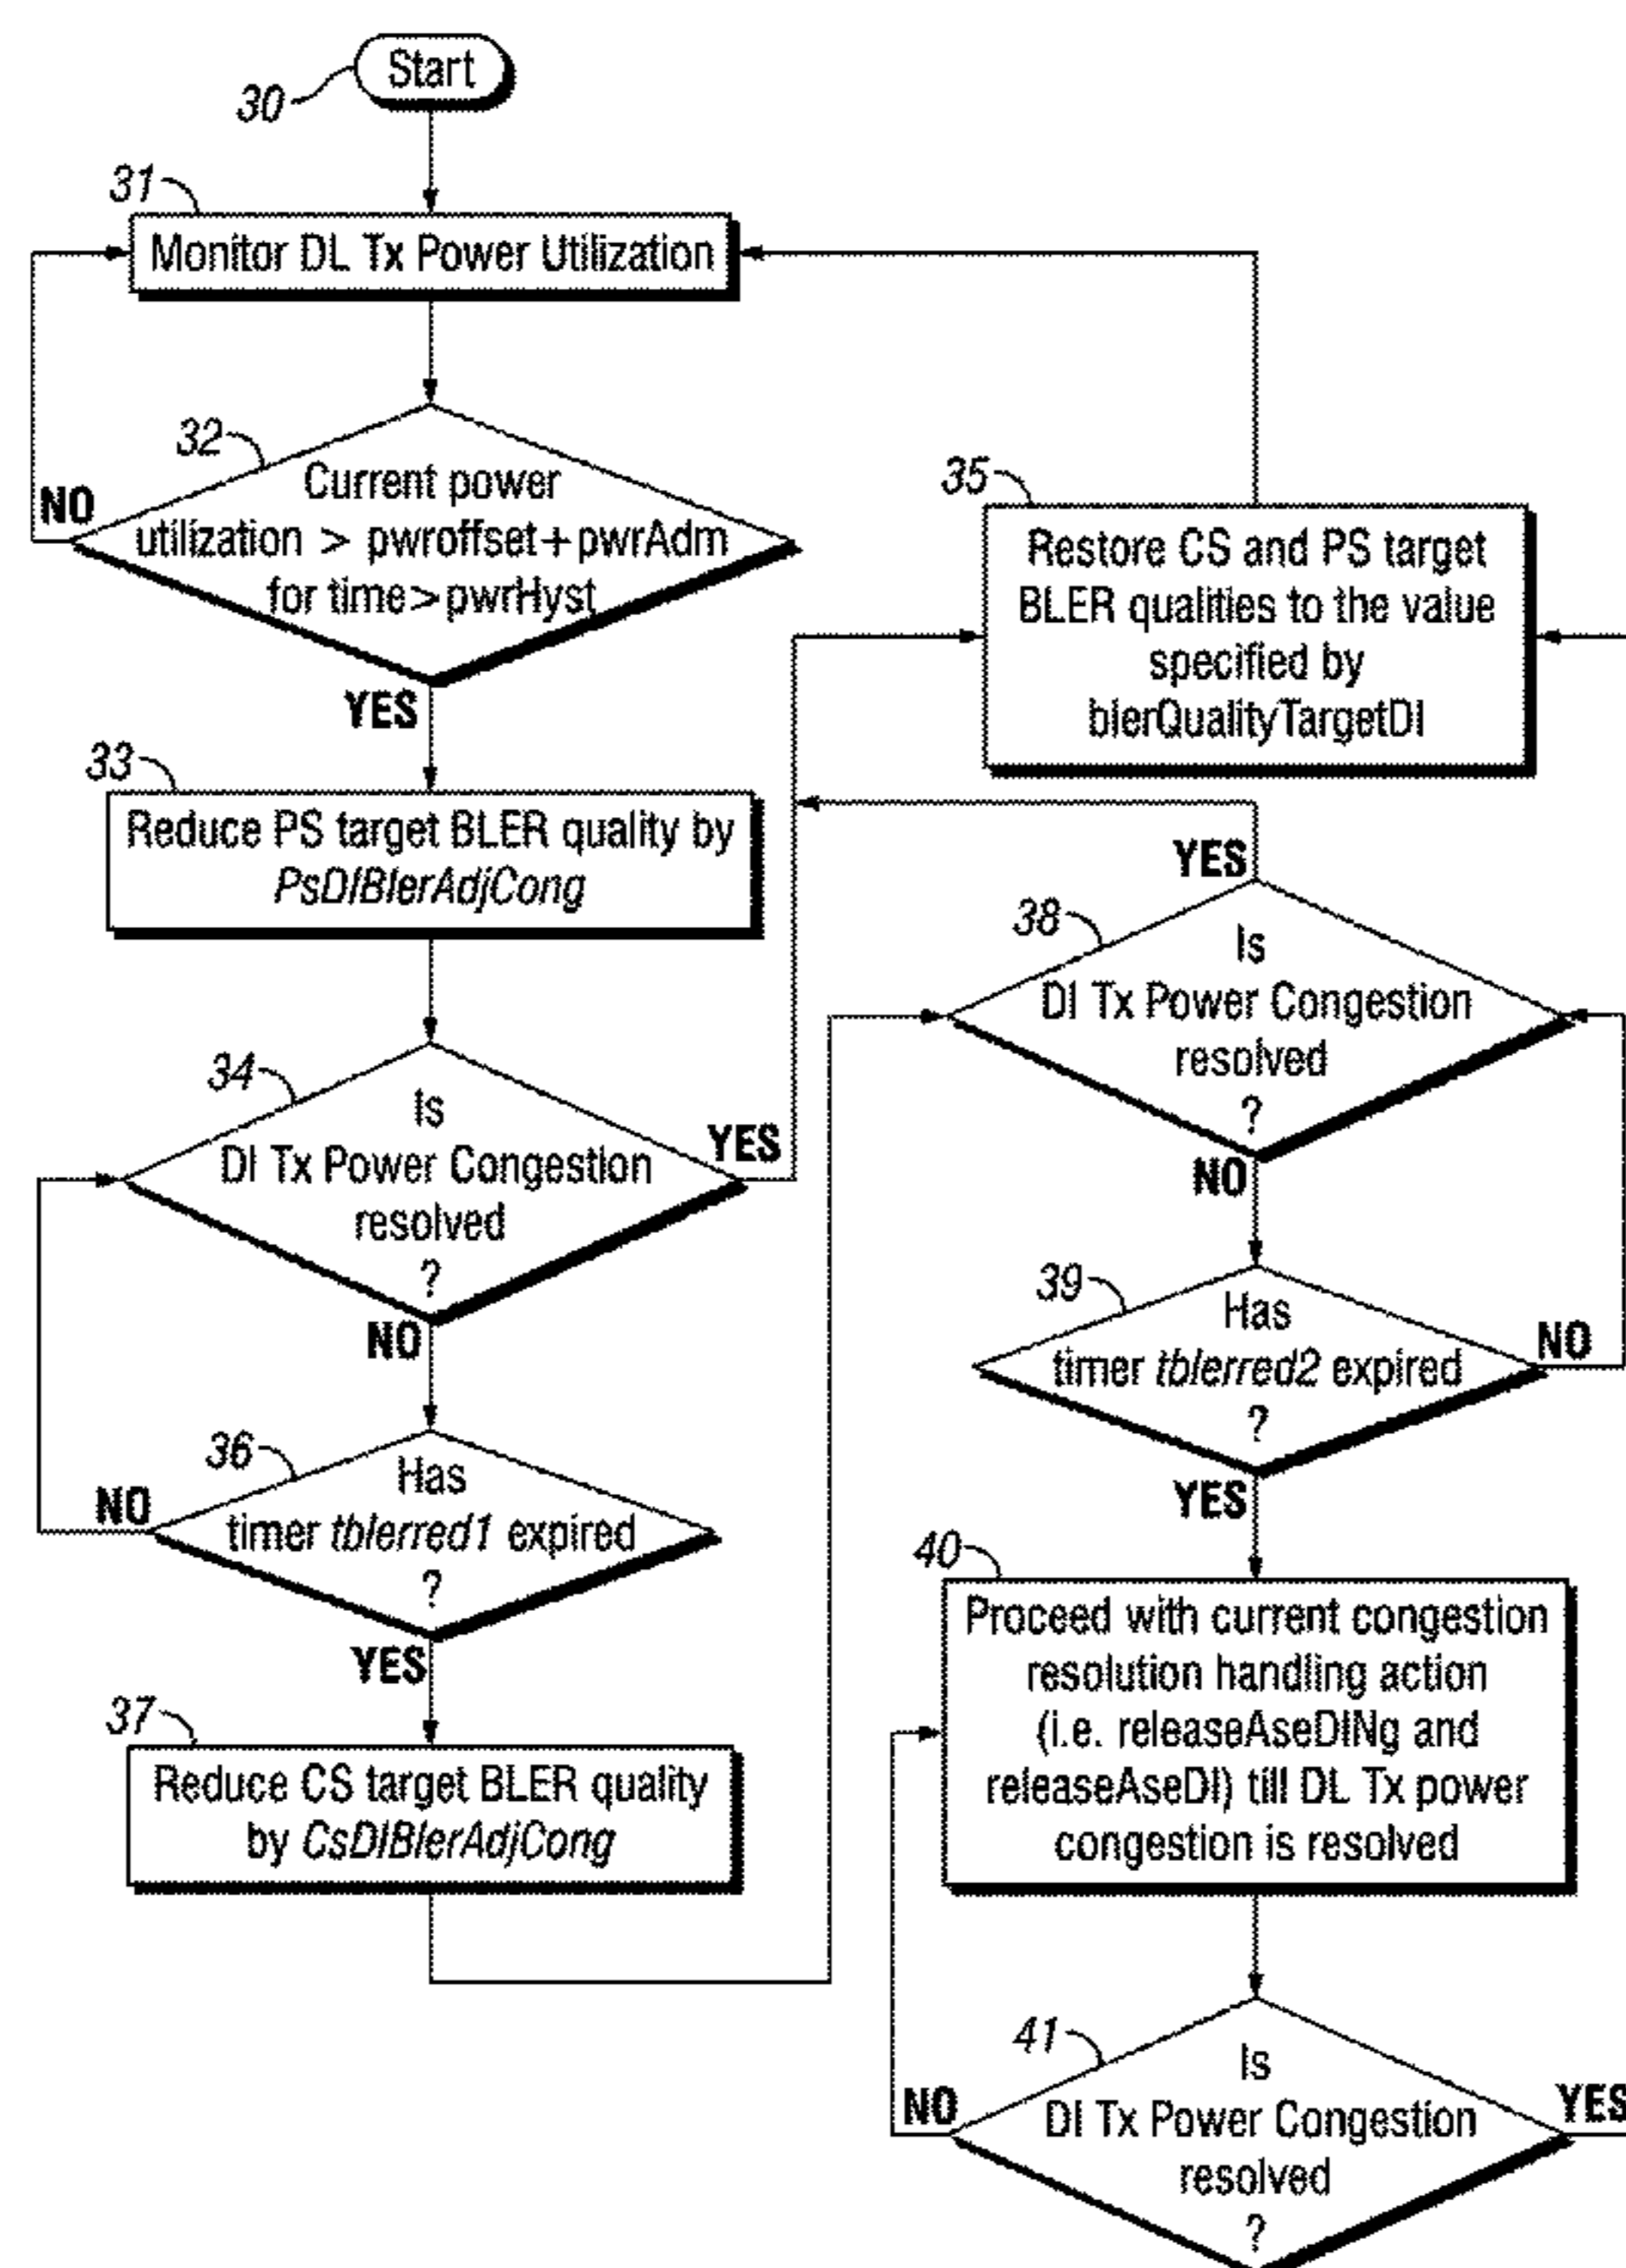 Start
30
31
Monitor DL Tx Power Utilization
32
Current power
utilization > pwroffset+pwrAdm
for time>pwrHyst
NO
YES
33
Reduce PS target BLER quality by
PsDlBlerAdjCong
34
Is
Dl Tx Power Congestion
resolved
?
YES
NO
36
Has
timer tblerred1 expired
?
NO
YES
37
Reduce CS target BLER quality
by CsDlBlerAdjCong
35
Restore CS and PS target
BLER qualities to the value
specified by
blerQualityTargetDl
YES
38
Is
Dl Tx Power Congestion
resolved
?
NO
39
Has
timer tblerred2 expired
?
NO
YES
40
Proceed with current congestion
resolution handling action
(i.e. releaseAseDlNg and
releaseAseDl) till DL Tx power
congestion is resolved
41
Is
Dl Tx Power Congestion
resolved
?
NO
YES